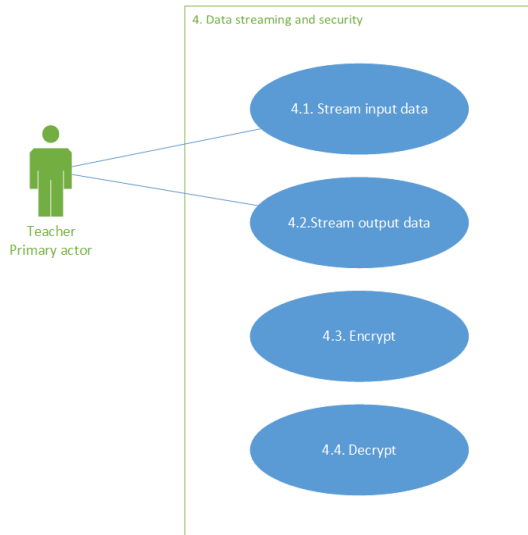 4. Data streaming and security
4.1. Stream input data
Teacher
Primary actor
4.2.Stream output data
4.3. Encrypt
4.4. Decrypt